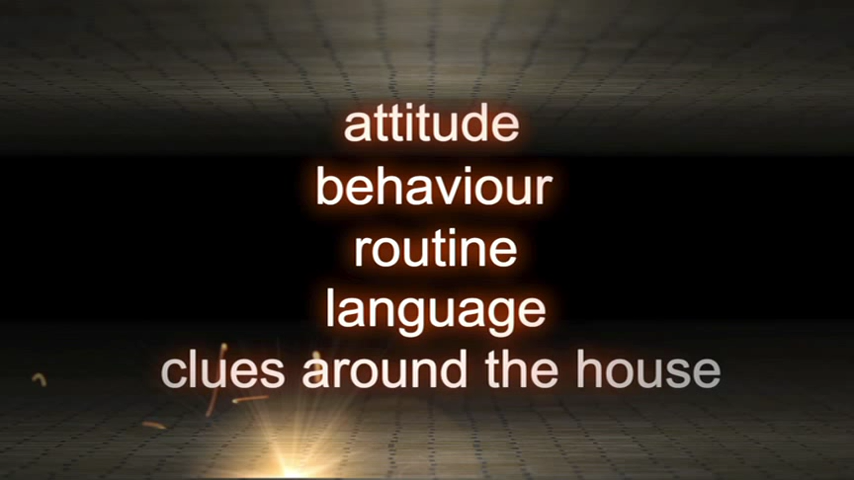 attitude
behaviour
routine
language
clues around the house